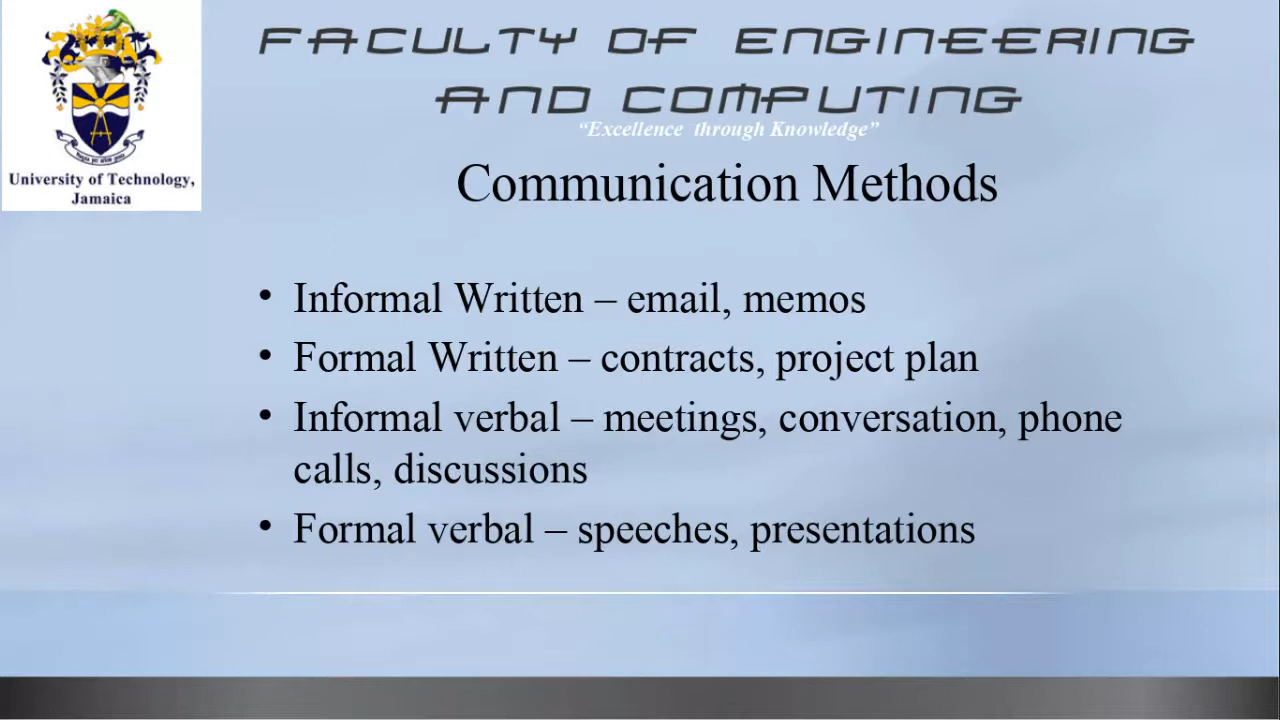 FACULTY OF ENGINEERING
AND COMPUTING
“Excellence through Knowledge”
University of Technology,
Jamaica
Communication Methods
• Informal Written – email, memos
• Formal Written – contracts, project plan
• Informal verbal – meetings, conversation, phone
calls, discussions
• Formal verbal – speeches, presentations